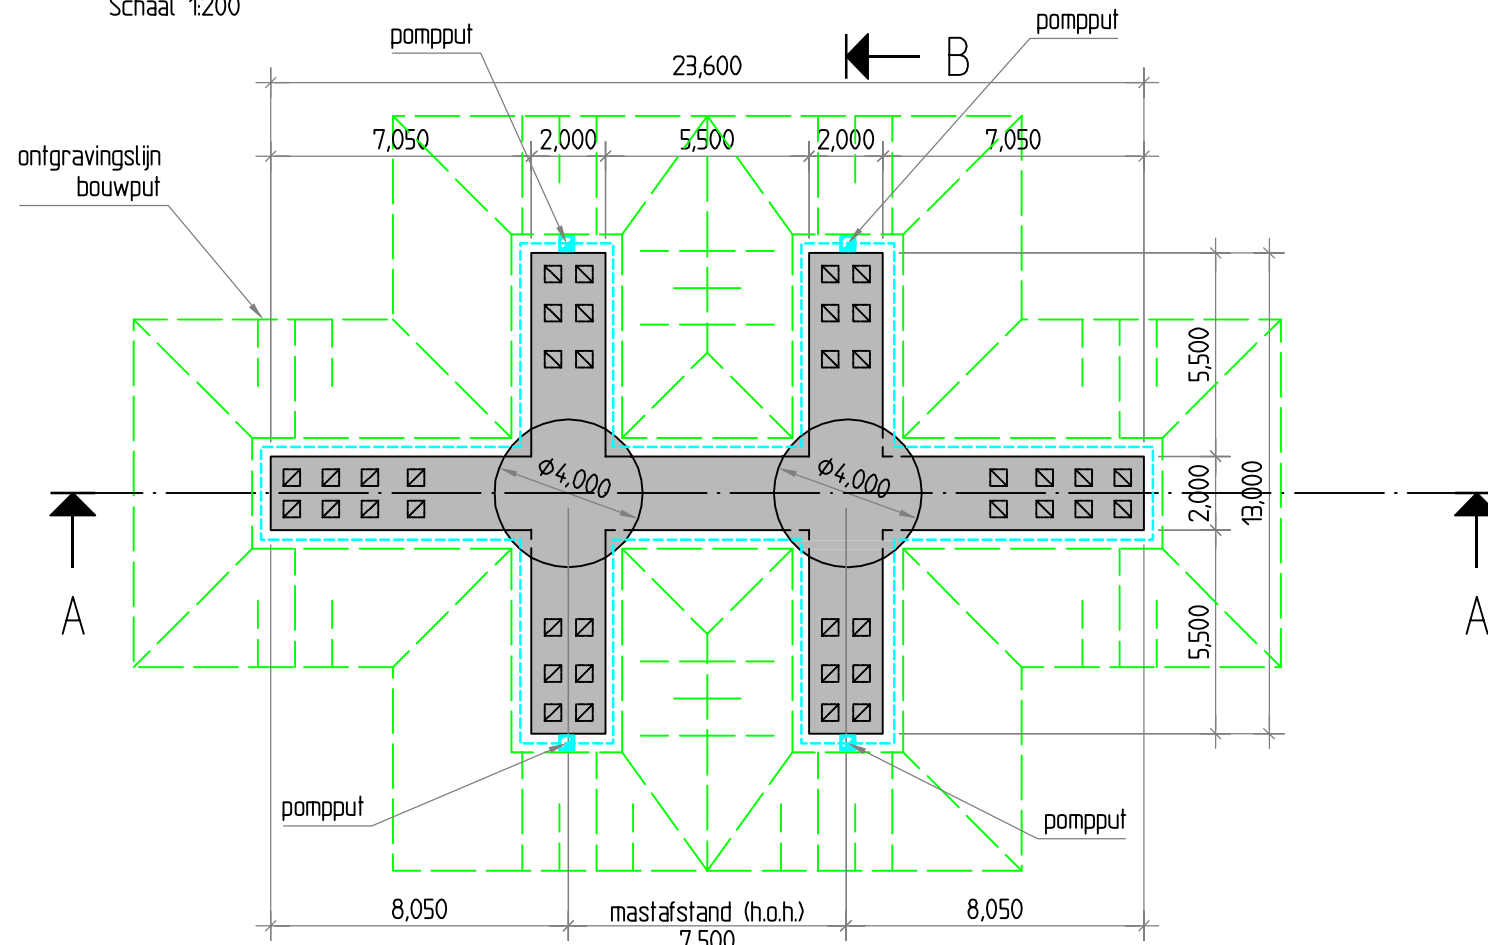 Schaal 1:200
pompput
pompput
B
23,600
7,050
2,000
5,500
2,000
7,050
ontgravingslijn
bouwput
5,500
Ø4,000
Ø4,000
2,000
13,000
A
A
5,500
pompput
pompput
8,050
mastafstand (h.o.h.)
7,500
8,050